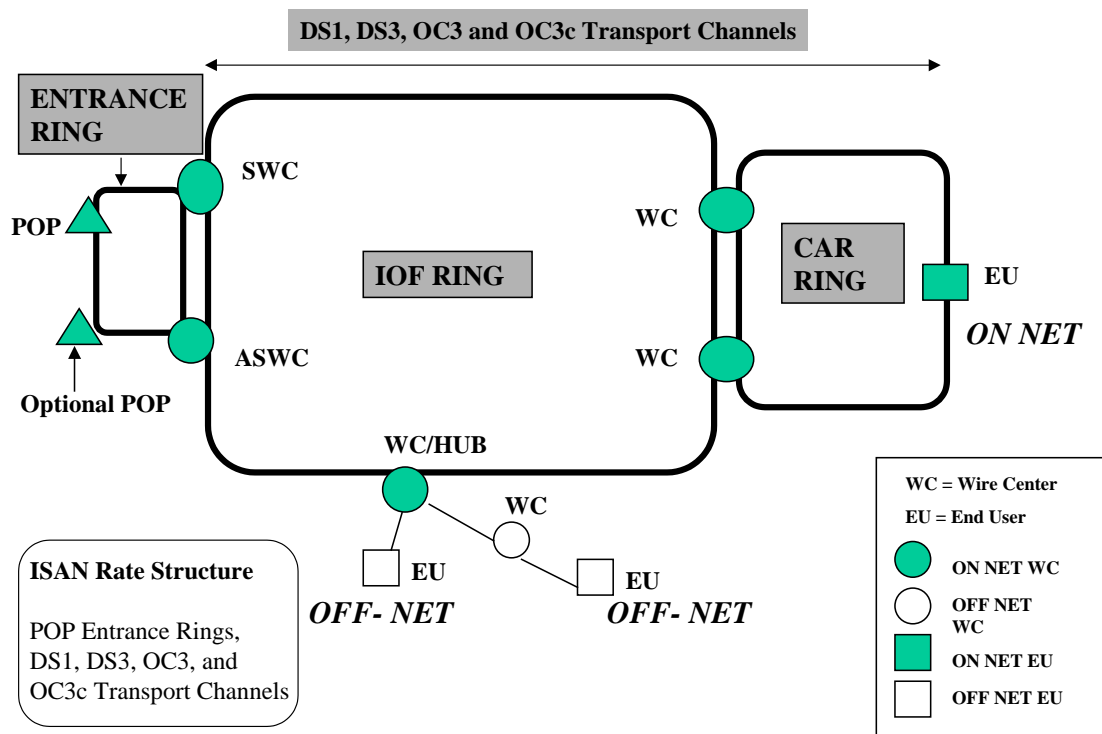 DS1, DS3, OC3 and OC3c Transport Channels
ENTRANCE
RING
SWC
POP
WC
IOF RING
CAR
RING
EU
ON NET
ASWC
WC
Optional POP
WC/HUB
WC
EU
OFF- NET
EU
OFF- NET
ISAN Rate Structure
POP Entrance Rings,
DS1, DS3, OC3, and
OC3c Transport Channels
WC = Wire Center
EU = End User
ON NET WC
OFF NET
WC
ON NET EU
OFF NET EU